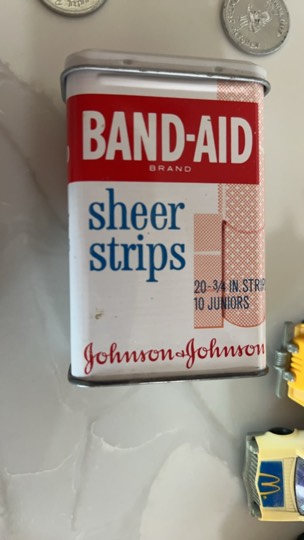 BAND-AID
BRAND
sheer
strips
20-3/4 IN. STRIP
10 JUNIORS
Johnson & Johnson